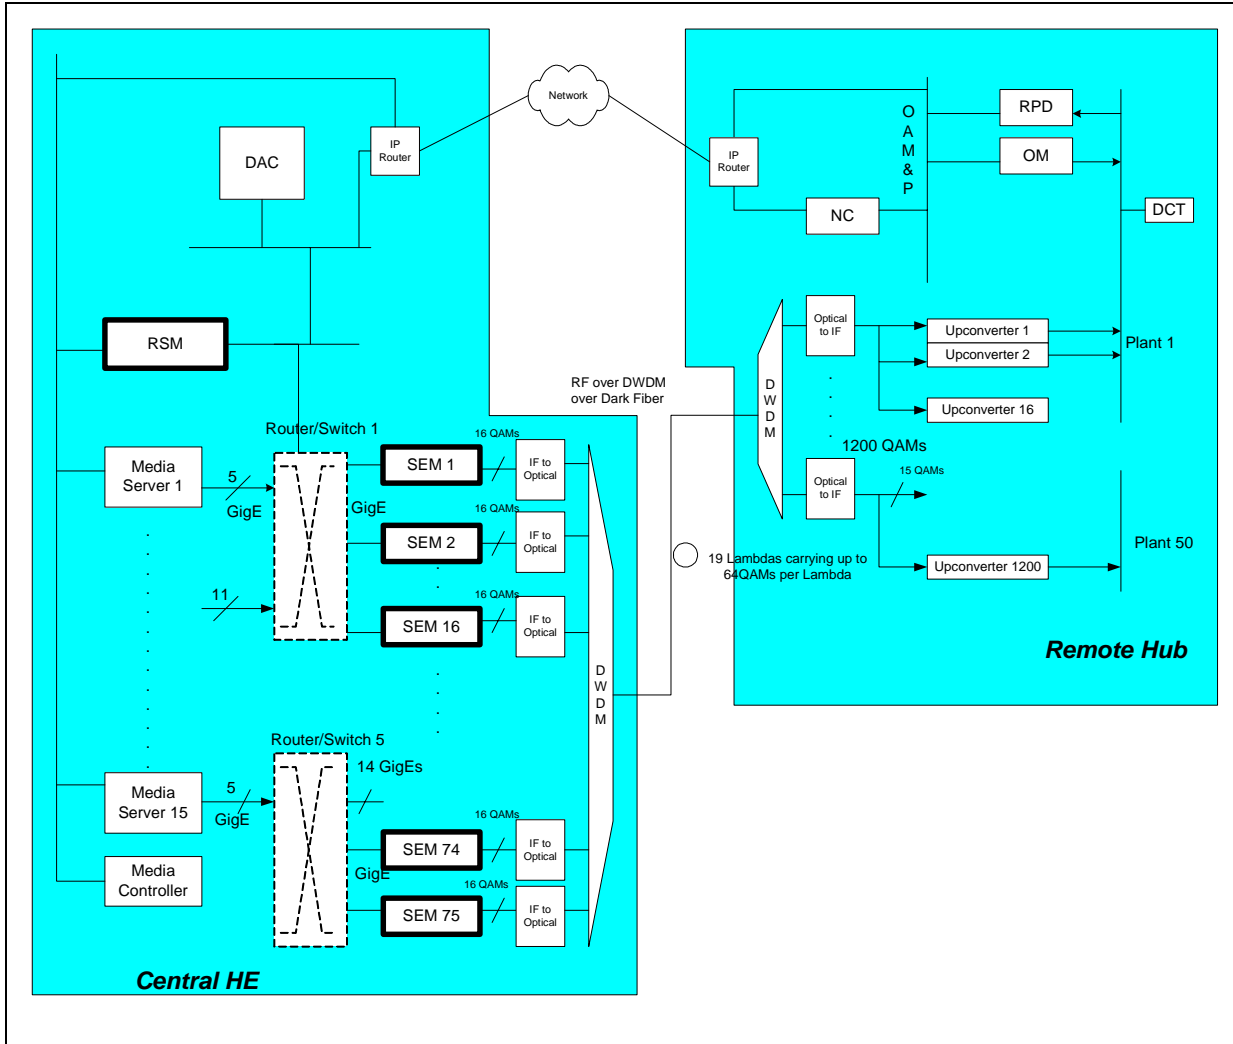 Network
IP
Router
DAC
RSM
Router/Switch 1
Media
Server 1
5
GigE
GigE
11
SEM 1
16 QAMs
IF to
Optical
SEM 2
16 QAMs
IF to
Optical
SEM 16
16 QAMs
IF to
Optical
DWDM
Router/Switch 5
14 GigEs
Media
Server 15
5
GigE
GigE
SEM 74
16 QAMs
IF to
Optical
SEM 75
16 QAMs
IF to
Optical
Media
Controller
Central HE
RF over DWDM
over Dark Fiber
IP
Router
OAM&P
RPD
OM
NC
DCT
DWDM
Optical
to IF
Upconverter 1
Upconverter 2
Upconverter 16
Plant 1
1200 QAMs
Optical
to IF
15 QAMs
Upconverter 1200
Plant 50
19 Lambdas carrying up to
64QAMs per Lambda
Remote Hub